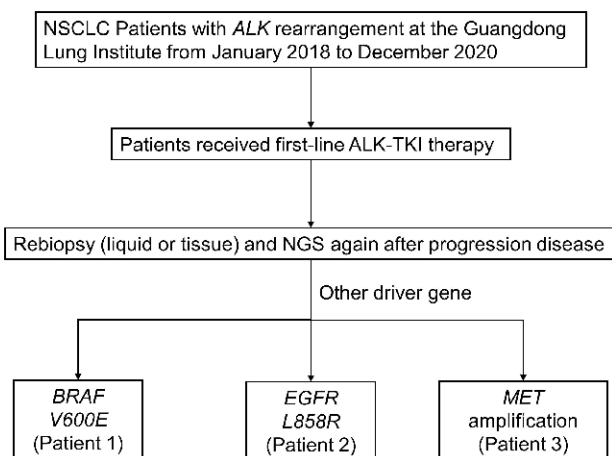 NSCLC Patients with ALK rearrangement at the Guangdong
Lung Institute from January 2018 to December 2020
Patients received first-line ALK-TKI therapy
Rebiopsy (liquid or tissue) and NGS again after progression disease
Other driver gene
BRAF
V600E
(Patient 1)
EGFR
L858R
(Patient 2)
MET
amplification
(Patient 3)